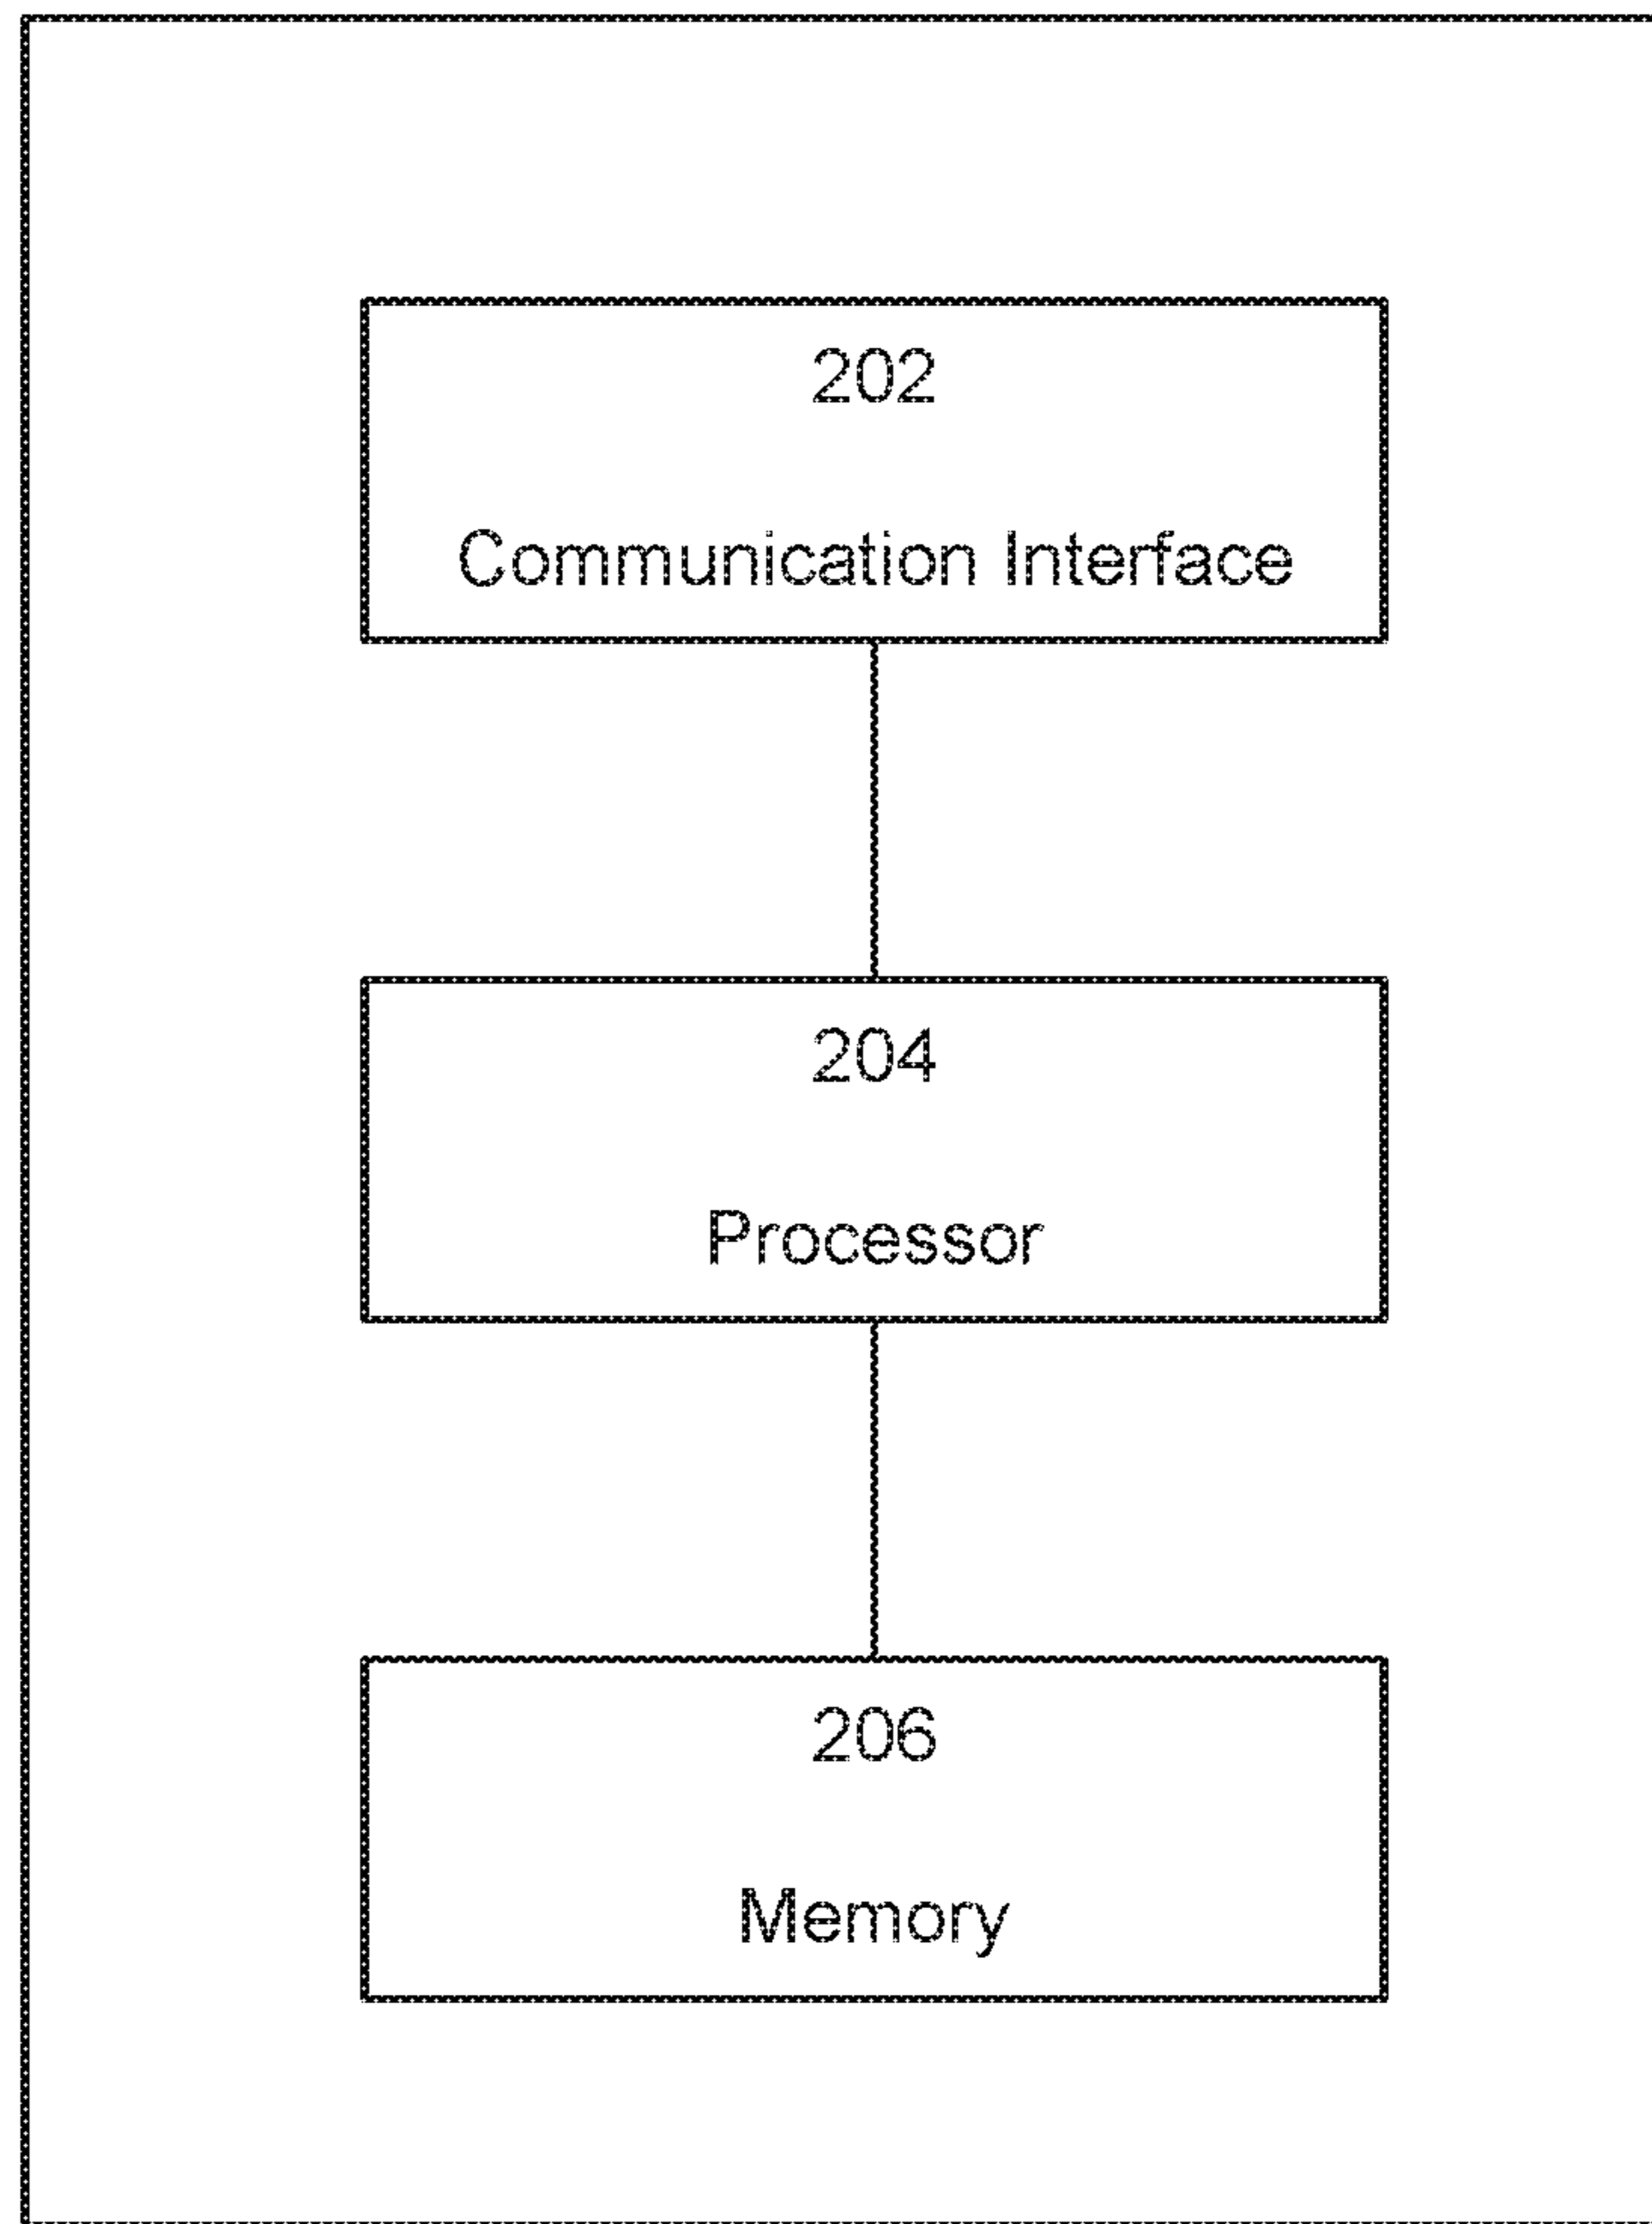 202
Communication Interface
204
Processor
206
Memory